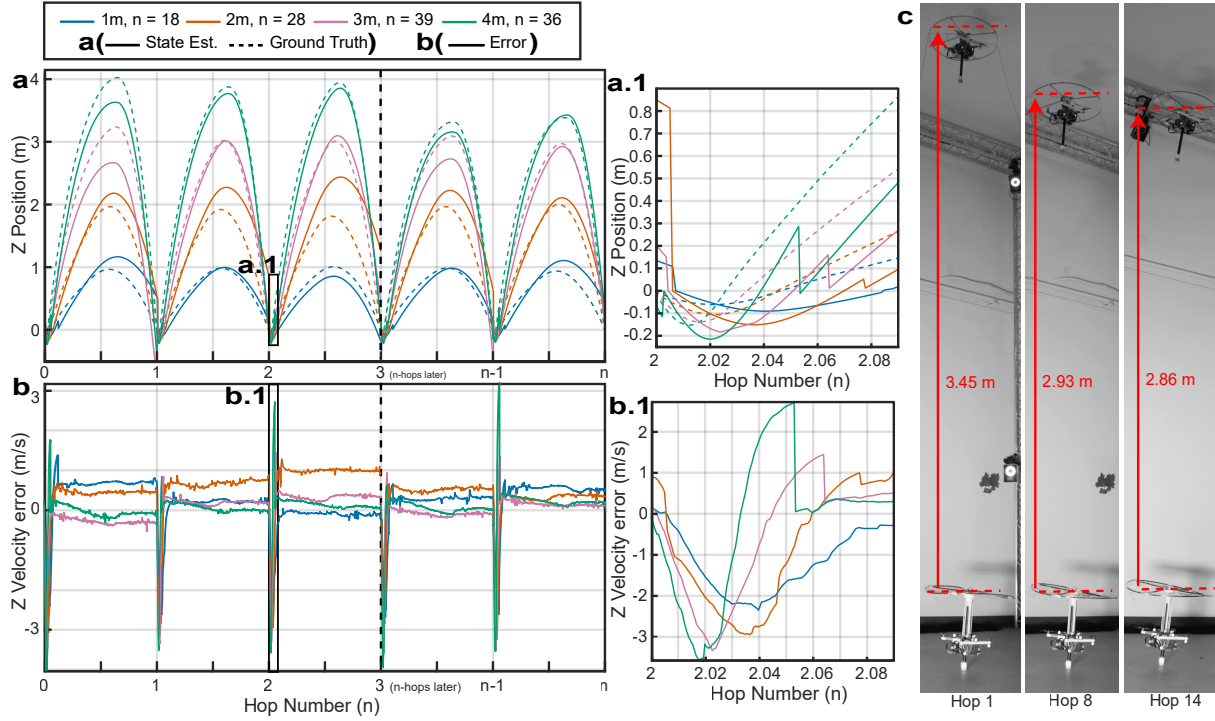 1m, n = 18 2m, n = 28 3m, n = 39 4m, n = 36
a( State Est. Ground Truth ) b( Error )
a
4
3
2
1
0
Z Position (m)
a.1
1 2 3 (n-hops later) n-1 n
b
3
0
-3
Z Velocity error (m/s)
b.1
0 1 2 3 (n-hops later) n-1 n
Hop Number (n)
a.1
0.8
0.7
0.6
0.5
0.4
0.3
0.2
0.1
0
-0.1
-0.2
Z Position (m)
2 2.02 2.04 2.06 2.08
Hop Number (n)
b.1
2
1
0
-1
-2
-3
Z Velocity error (m/s)
2 2.02 2.04 2.06 2.08
Hop Number (n)
c
3.45 m
2.93 m
2.86 m
Hop 1
Hop 8
Hop 14